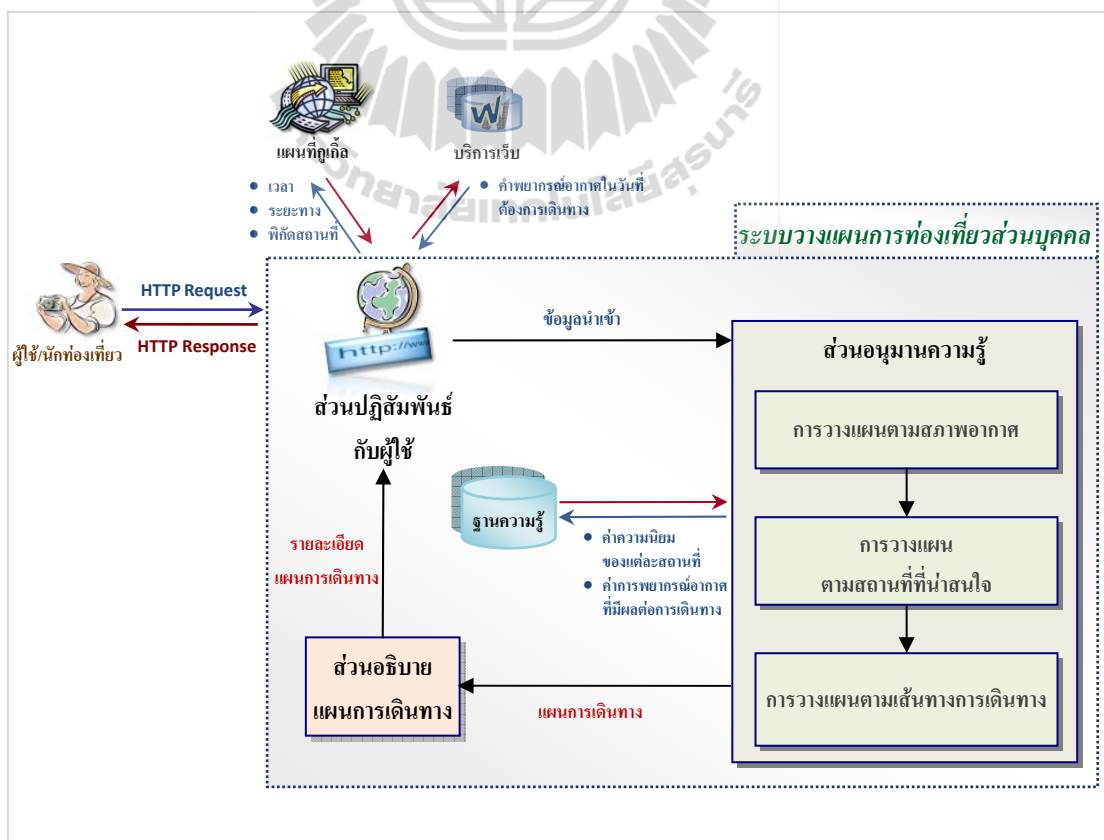 แผนที่กูเกิ้ล
บริการเว็บ
เวลา
ระยะทาง
พิกัดสถานที่
คำพยากรณ์อากาศในวันที่
ต้องการเดินทาง
ระบบวางแผนการท่องเที่ยวส่วนบุคคล
HTTP Request
HTTP Response
ผู้ใช้/นักท่องเที่ยว
http://www
ส่วนปฏิสัมพันธ์
กับผู้ใช้
ข้อมูลนำเข้า
ส่วนอนุมานความรู้
การวางแผนตามสภาพอากาศ
การวางแผน
ตามสถานที่ที่น่าสนใจ
การวางแผนตามเส้นทางการเดินทาง
ฐานความรู้
ค่าความนิยม
ของแต่ละสถานที่
ค่าการพยากรณ์อากาศ
ที่มีผลต่อการเดินทาง
รายละเอียด
แผนการเดินทาง
ส่วนอธิบาย
แผนการเดินทาง
แผนการเดินทาง